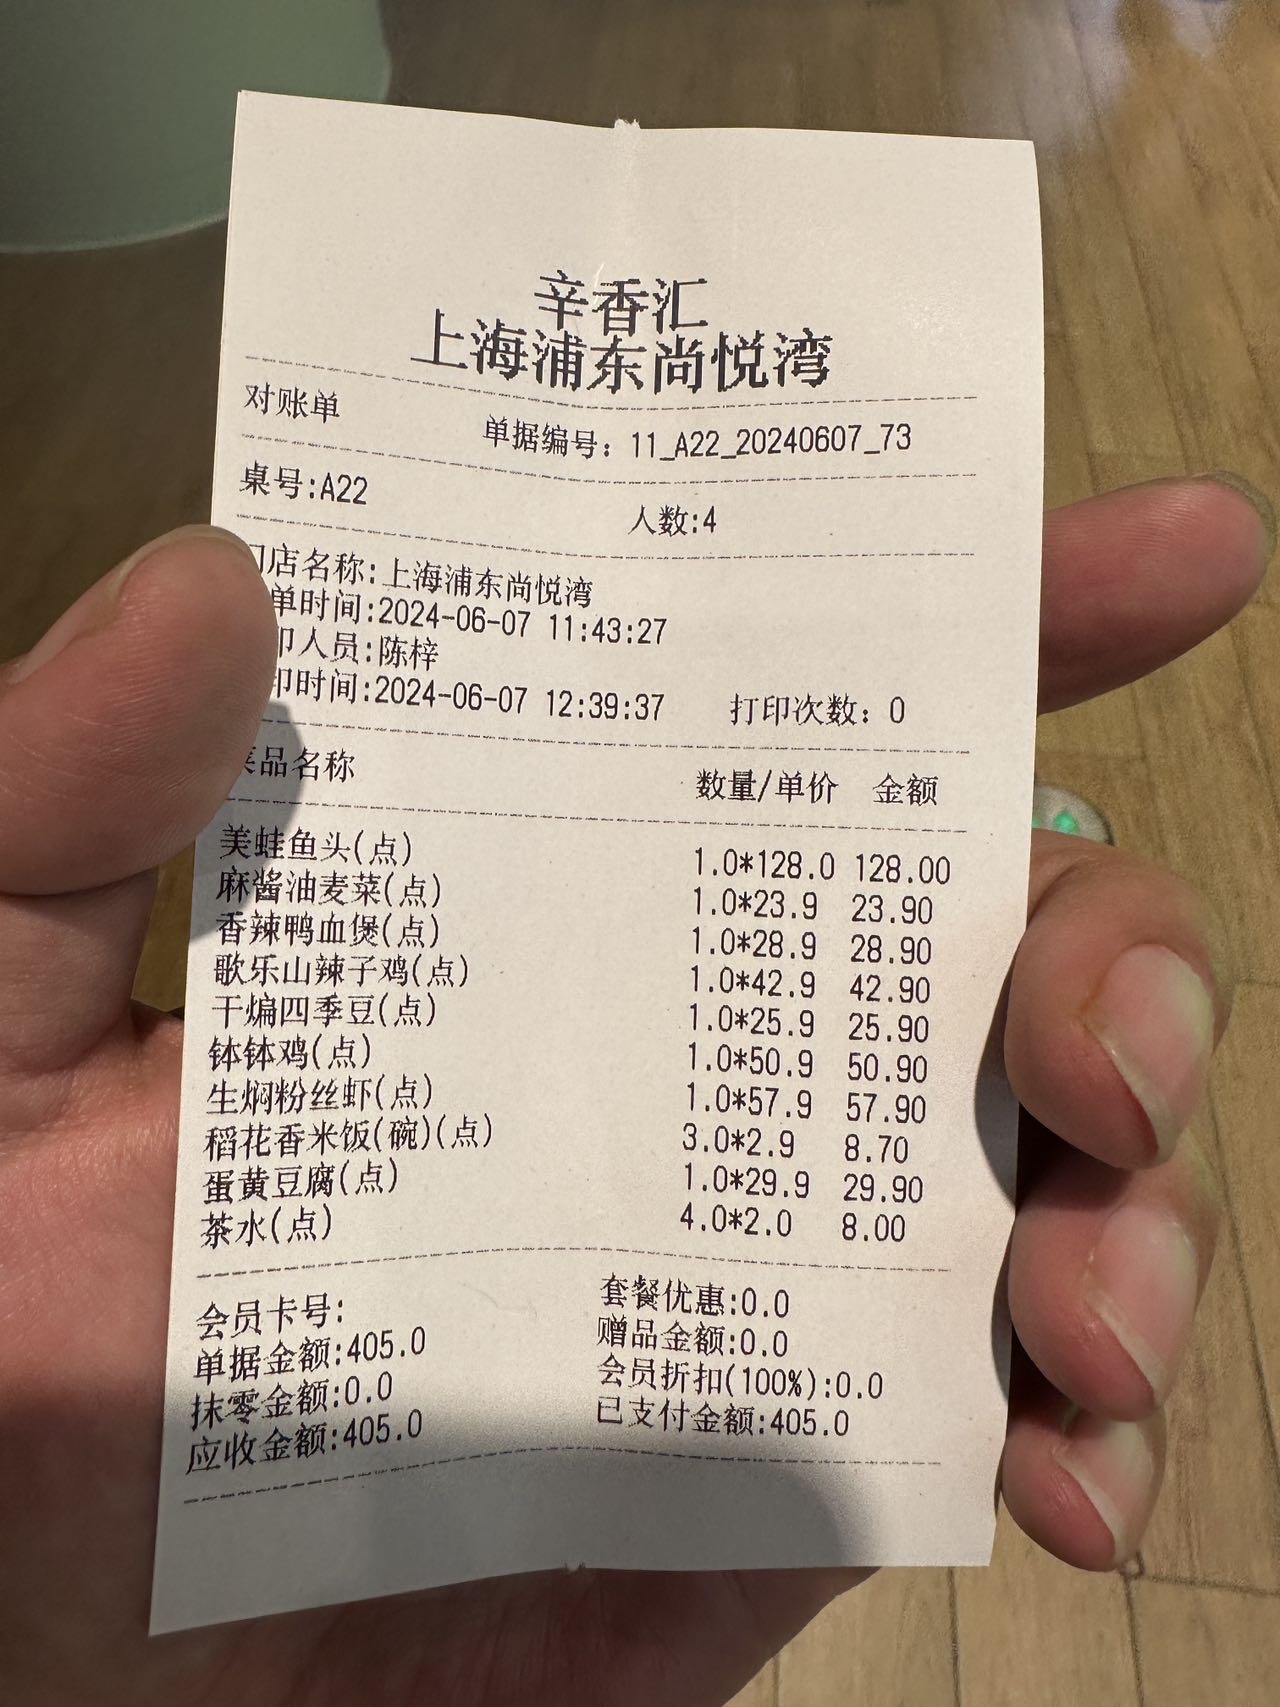 辛香汇
上海浦东尚悦湾
对账单 单据编号：11_A22_20240607_73
桌号:A22 人数:4
店名称:上海浦东尚悦湾
单时间:2024-06-07 11:43:27
印人员:陈梓
印时间:2024-06-07 12:39:37 打印次数：0
品名称 数量/单价 金额
美蛙鱼头(点) 1.0*128.0 128.00
麻酱油麦菜(点) 1.0*23.9 23.90
香辣鸭血煲(点) 1.0*28.9 28.90
歌乐山辣子鸡(点) 1.0*42.9 42.90
干煸四季豆(点) 1.0*25.9 25.90
钵钵鸡(点) 1.0*50.9 50.90
生焖粉丝虾(点) 1.0*57.9 57.90
稻花香米饭(碗)(点) 3.0*2.9 8.70
蛋黄豆腐(点) 1.0*29.9 29.90
茶水(点) 4.0*2.0 8.00
会员卡号: 套餐优惠:0.0
单据金额:405.0 赠品金额:0.0
抹零金额:0.0 会员折扣(100%):0.0
应收金额:405.0 已支付金额:405.0